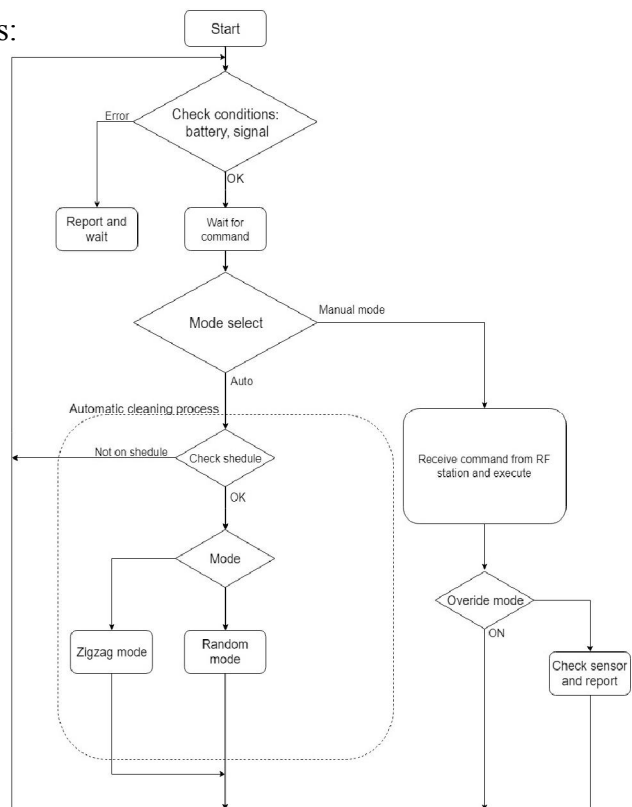 s:
Start
Check conditions:
battery, signal
Error
OK
Report and
wait
Wait for
command
Mode select
Manual mode
Auto
Automatic cleaning process
Not on shedule
Check shedule
OK
Receive command from RF
station and execute
Mode
Zigzag mode
Random
mode
Overide mode
ON
Check sensor
and report